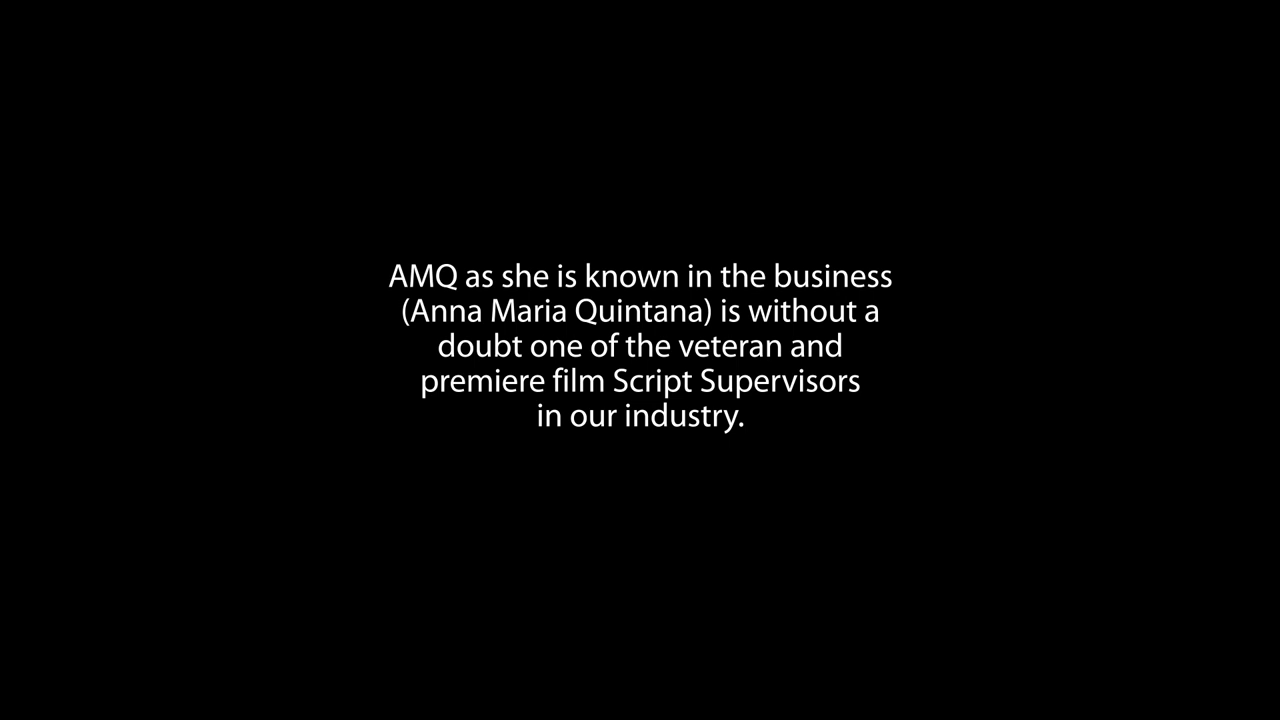 AMQ as she is known in the business
(Anna Maria Quintana) is without a
doubt one of the veteran and
premiere film Script Supervisors
in our industry.